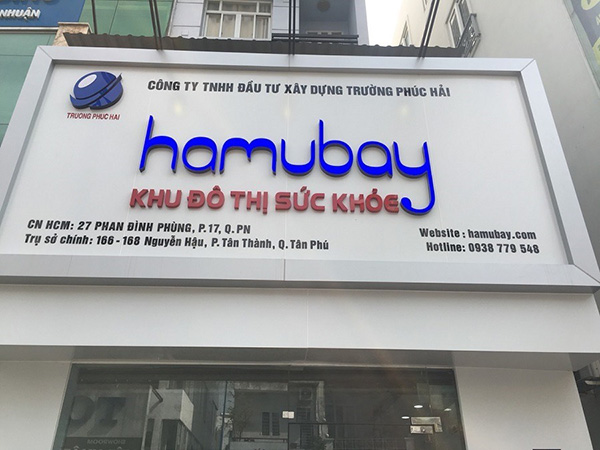 NHUẬN
TRUONG PHUC HAI
CÔNG TY TNHH ĐẦU TƯ XÂY DỰNG TRƯỜNG PHÚC HẢI
hamubay
KHU ĐÔ THỊ SỨC KHỎE
CN HCM: 27 PHAN ĐÌNH PHÙNG, P.17, Q.PN
Trụ sở chính: 166-168 Nguyễn Hậu, P. Tân Thành, Q. Tân Phú
Website : hamubay.com
Hotline: 0938 779 548